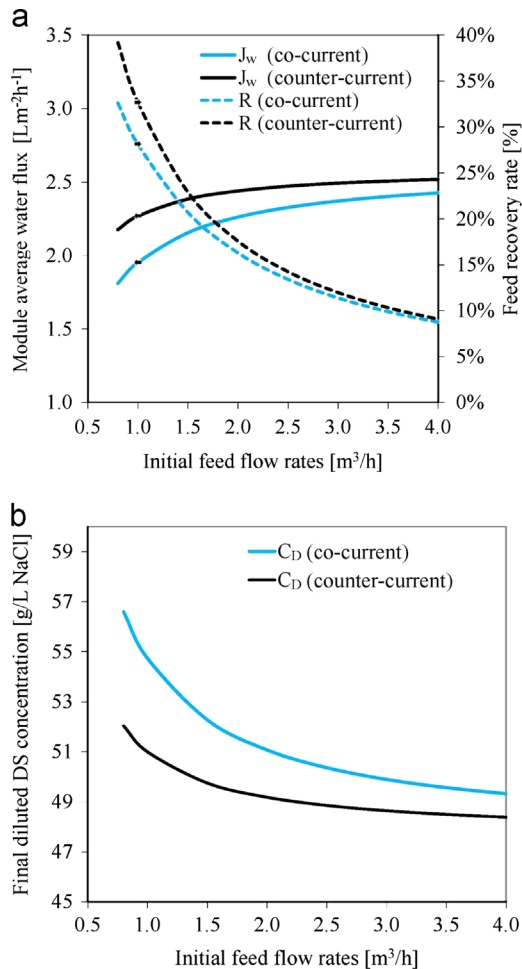 a
3.5
3.0
2.5
2.0
1.5
1.0
Module average water flux [Lm⁻²h⁻¹]
J_w (co-current)
J_w (counter-current)
R (co-current)
R (counter-current)
40%
35%
30%
25%
20%
15%
10%
5%
0%
Feed recovery rate [%]
0.5 1.0 1.5 2.0 2.5 3.0 3.5 4.0
Initial feed flow rates [m³/h]
b
59
57
55
53
51
49
47
45
Final diluted DS concentration [g/L NaCl]
C_D (co-current)
C_D (counter-current)
0.5 1.0 1.5 2.0 2.5 3.0 3.5 4.0
Initial feed flow rates [m³/h]